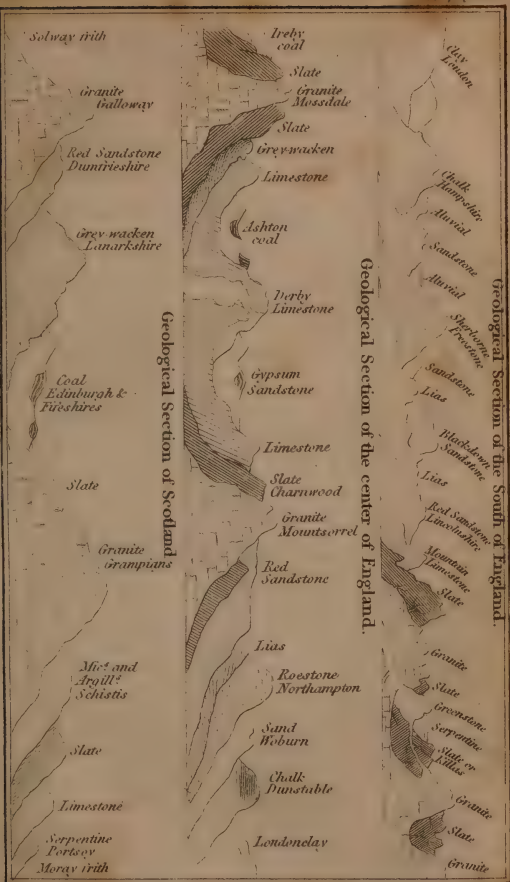 Solway frith
Granite
Galloway
Red Sandstone
Dumfrieshire
Grey-wacken
Lanarkshire
Coal
Edinburgh &
Fifeshires
Slate
Granite
Grampians
Mica. and
Argill.
Schistis
Slate
Limestone
Serpentine
Portsoy
Moray frith
Geological Section of Scotland
Ireby
coal
Slate
Granite
Mossdale
Slate
Grey-wacken
Limestone
Ashton
coal
Derby
Limestone
Gypsum
Sandstone
Limestone
Slate
Charnwood
Granite
Mountsorrel
Red
Sandstone
Lias
Roestone
Northampton
Sand
Woburn
Chalk
Dunstable
Londonclay
Geological Section of the center of England.
Clay
London
Chalk
Hampshire
Aluvial
Sandstone
Aluvial
Sherborne
Freestone
Sandstone
Lias
Blackdown
Sandstone
Lias
Red Sandstone
Lincolnshire
Mountain
Limestone
Slate
Granite
Slate
Greenstone
Serpentine
Slate or
Killas
Granite
Slate
Granite
Geological Section of the South of England.